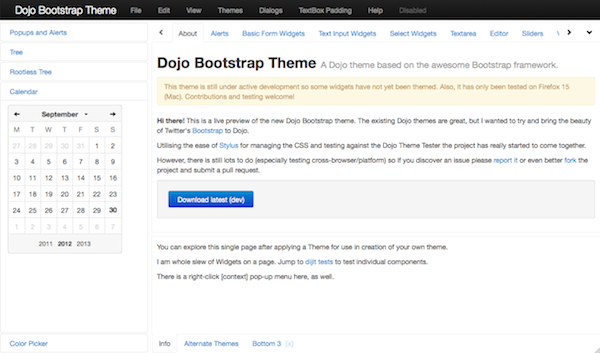 Dojo Bootstrap Theme File Edit View Themes Dialogs TextBox Padding Help Disabled
Popups and Alerts
Tree
Rootless Tree
Calendar
September
M T W T F S S
27 28 29 30 31 1 2
3 4 5 6 7 8 9
10 11 12 13 14 15 16
17 18 19 20 21 22 23
24 25 26 27 28 29 30
1 2 3 4 5 6 7
2011 2012 2013
Color Picker
About Alerts Basic Form Widgets Text Input Widgets Select Widgets Textarea Editor Sliders
Dojo Bootstrap Theme A Dojo theme based on the awesome Bootstrap framework.
This theme is still under active development so some widgets have not yet been themed. Also, it has only been tested on Firefox 15
(Mac). Contributions and testing welcome!
Hi there! This is a live preview of the new Dojo Bootstrap theme. The existing Dojo themes are great, but I wanted to try and bring the beauty
of Twitter's Bootstrap to Dojo.
Utilising the ease of Stylus for managing the CSS and testing against the Dojo Theme Tester the project has really started to come together.
However, there is still lots to do (especially testing cross-browser/platform) so if you discover an issue please report it or even better fork
the project and submit a pull request.
Download latest (dev)
You can explore this single page after applying a Theme for use in creation of your own theme.
I am whole slew of Widgets on a page. Jump to dijit tests to test individual components.
There is a right-click [context] pop-up menu here, as well.
Info Alternate Themes Bottom 3 [x]